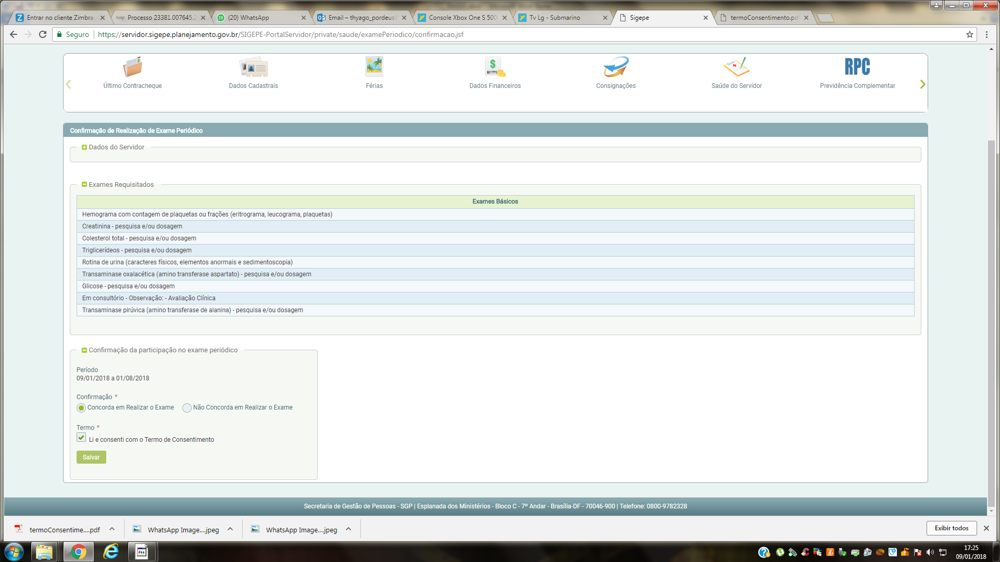 Entrar no cliente Zimbra
suap Processo 23381.007645.2
20 (20) WhatsApp
Email – thyago_pordeus@
Console Xbox One S 500
Tv Lg - Submarino
Sigepe
termoConsentimento.pdf
Seguro https://servidor.sigepe.planejamento.gov.br/SIGEPE-PortalServidor/private/saude/examePeriodico/confirmacao.jsf
RPC
Último Contracheque
Dados Cadastrais
Férias
Dados Financeiros
Consignações
Saúde do Servidor
Previdência Complementar
Confirmação de Realização de Exame Periódico
Dados do Servidor
Exames Requisitados
Exames Básicos
Hemograma com contagem de plaquetas ou frações (eritrograma, leucograma, plaquetas)
Creatinina - pesquisa e/ou dosagem
Colesterol total - pesquisa e/ou dosagem
Triglicerídeos - pesquisa e/ou dosagem
Rotina de urina (caracteres físicos, elementos anormais e sedimentoscopia)
Transaminase oxalacética (amino transferase aspartato) - pesquisa e/ou dosagem
Glicose - pesquisa e/ou dosagem
Em consultório - Observação: - Avaliação Clínica
Transaminase pirúvica (amino transferase de alanina) - pesquisa e/ou dosagem
Confirmação da participação no exame periódico
Período
09/01/2018 a 01/08/2018
Confirmação *
Concorda em Realizar o Exame Não Concorda em Realizar o Exame
Termo *
Li e consenti com o Termo de Consentimento
Salvar
Secretaria de Gestão de Pessoas - SGP | Esplanada dos Ministérios - Bloco C - 7º Andar - Brasília-DF - 70046-900 | Telefone: 0800-9782328
termoConsentime....pdf
WhatsApp Image....jpeg
WhatsApp Image....jpeg
Exibir todos
17:25
09/01/2018